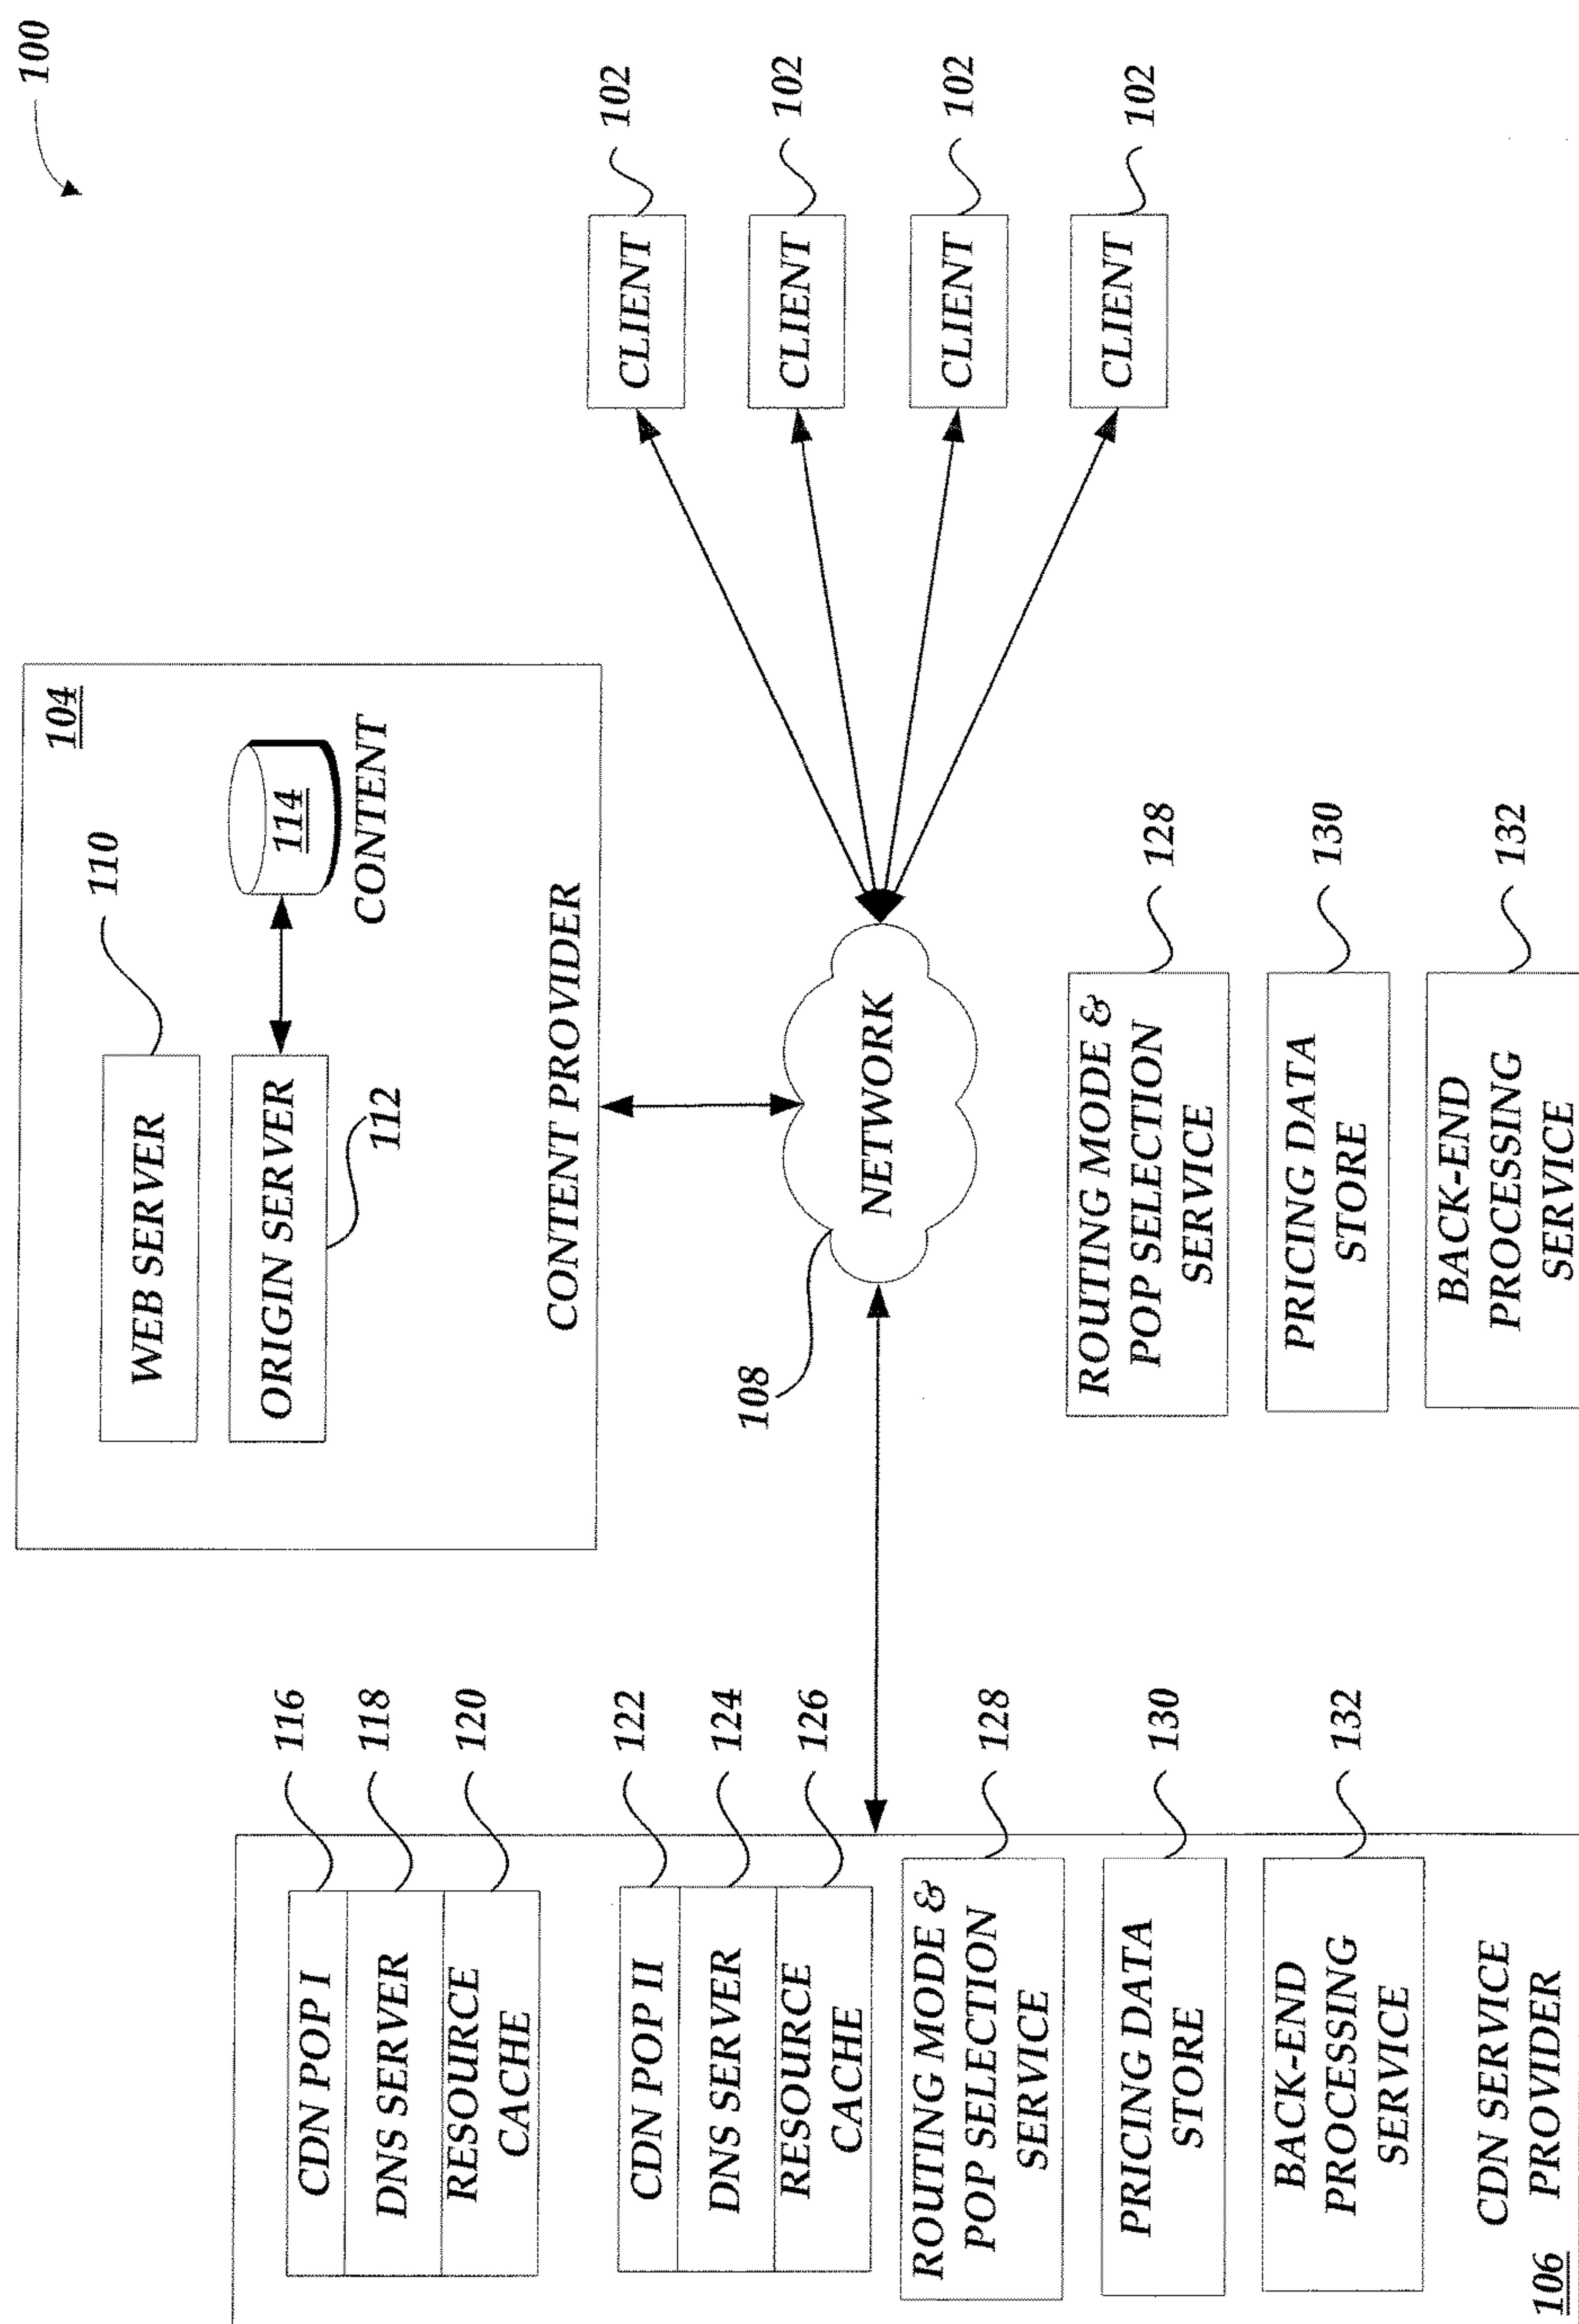 100
116
CDN POP I
118
DNS SERVER
120
RESOURCE
CACHE
122
CDN POP II
124
DNS SERVER
126
RESOURCE
CACHE
128
ROUTING MODE &
POP SELECTION
SERVICE
130
PRICING DATA
STORE
132
BACK-END
PROCESSING
SERVICE
CDN SERVICE
PROVIDER
106
104
110
WEB SERVER
ORIGIN SERVER
112
114
CONTENT
CONTENT PROVIDER
108
NETWORK
128
ROUTING MODE &
POP SELECTION
SERVICE
130
PRICING DATA
STORE
132
BACK-END
PROCESSING
SERVICE
CLIENT
102
CLIENT
102
CLIENT
102
CLIENT
102